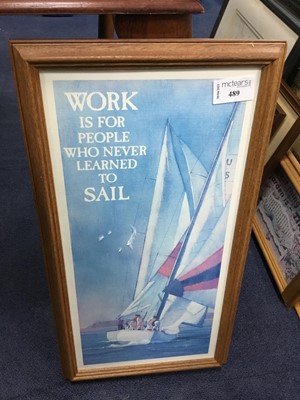 WORK
IS FOR
PEOPLE
WHO NEVER
LEARNED
TO
SAIL
mctear's
489
U
S